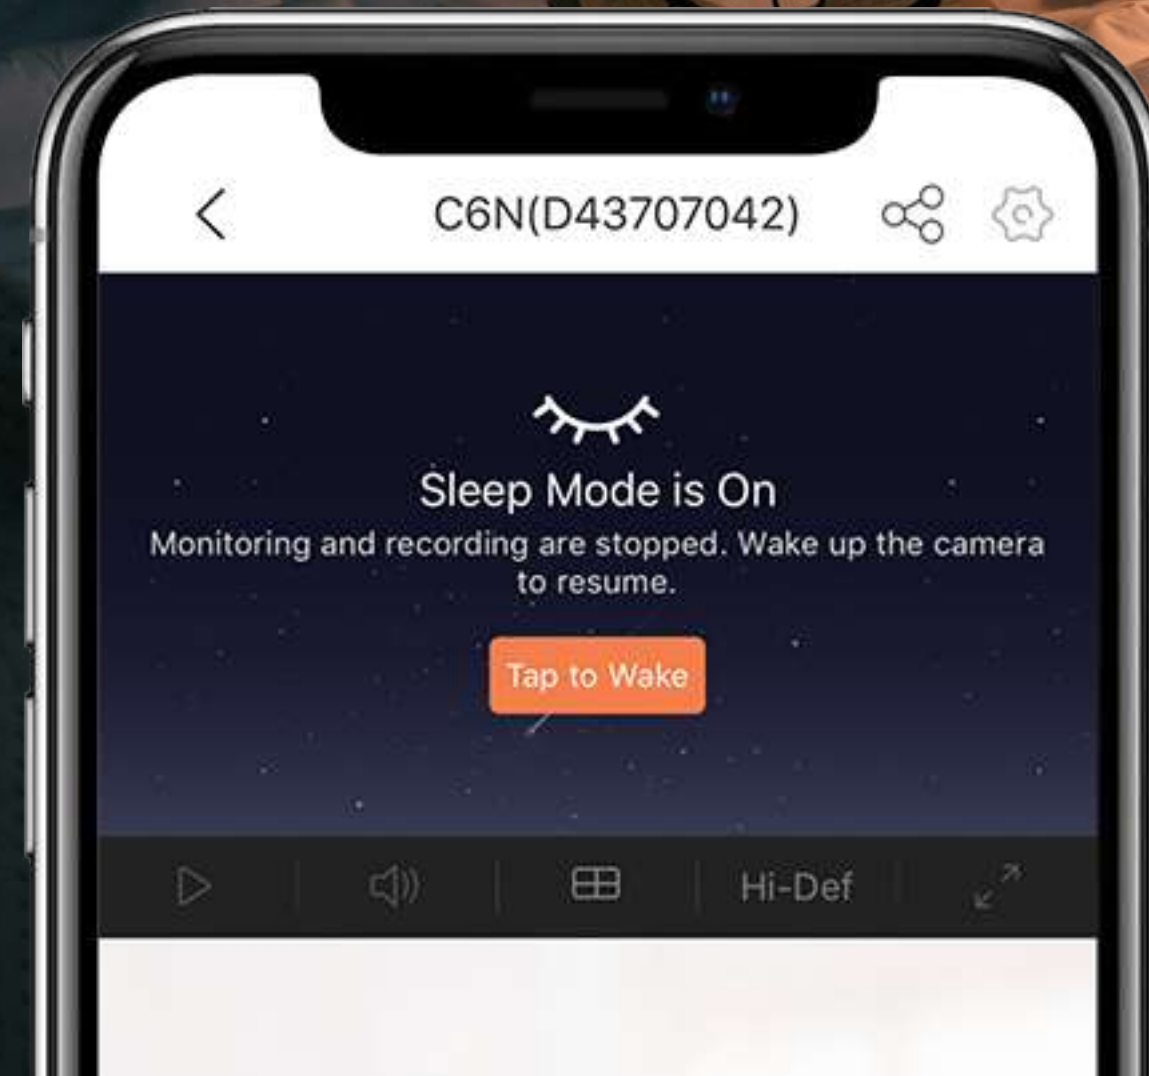 C6N(D43707042)
Sleep Mode is On
Monitoring and recording are stopped. Wake up the camera
to resume.
Tap to Wake
Hi-Def